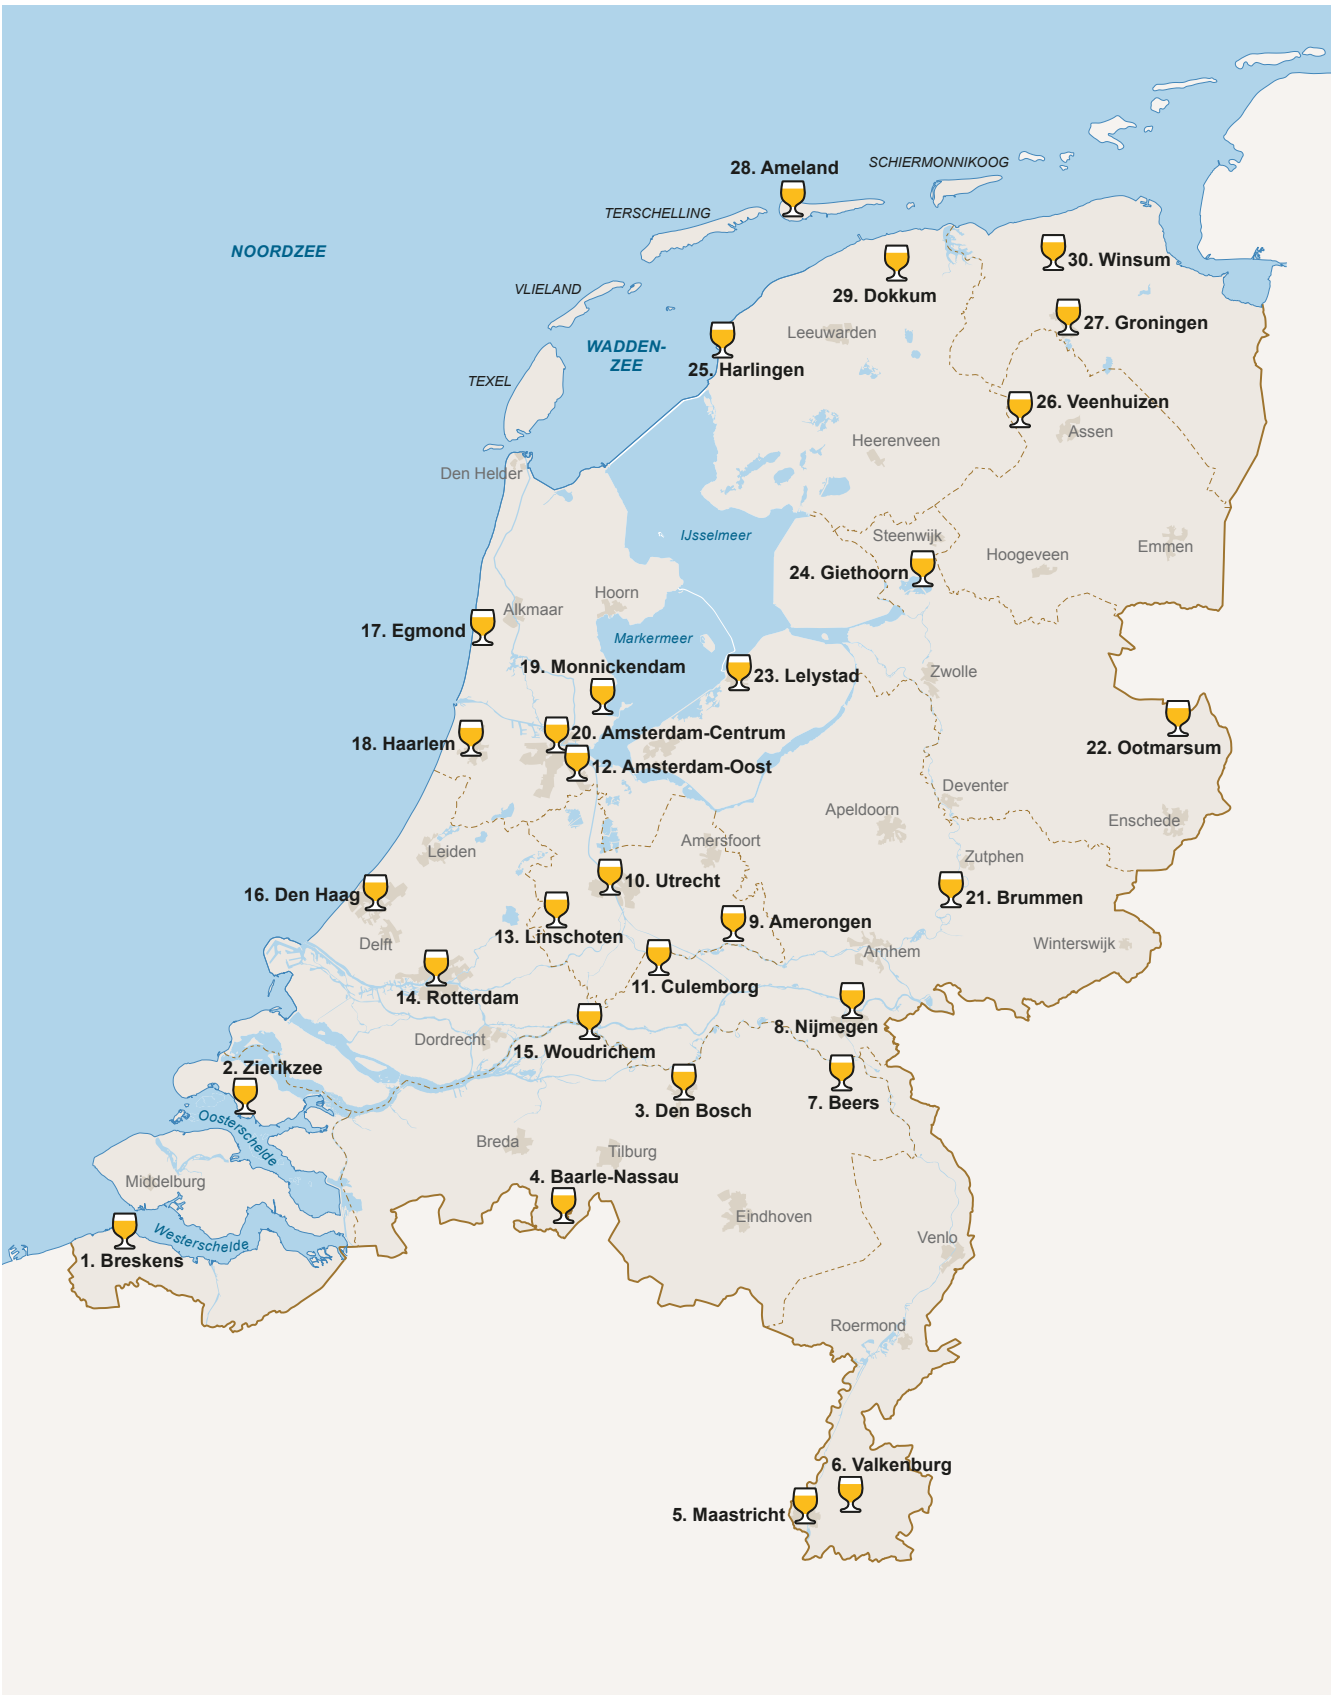 SCHIERMONNIKOOG
28. Ameland
TERSCHELLING
NOORDZEE
30. Winsum
VLIELAND
29. Dokkum
27. Groningen
Leeuwarden
WADDEN-
ZEE
25. Harlingen
TEXEL
26. Veenhuizen
Assen
Heerenveen
Den Helder
IJsselmeer
Steenwijk
Emmen
Hoogeveen
24. Giethoorn
Hoorn
Alkmaar
17. Egmond
Markermeer
19. Monnickendam
23. Lelystad
Zwolle
20. Amsterdam-Centrum
18. Haarlem
22. Ootmarsum
12. Amsterdam-Oost
Deventer
Apeldoorn
Enschede
Amersfoort
Leiden
Zutphen
10. Utrecht
16. Den Haag
21. Brummen
9. Amerongen
13. Linschoten
Delft
Winterswijk
Arnhem
11. Culemborg
14. Rotterdam
8. Nijmegen
Dordrecht
15. Woudrichem
2. Zierikzee
7. Beers
3. Den Bosch
Oosterschelde
Breda
Tilburg
4. Baarle-Nassau
Middelburg
Eindhoven
Westerschelde
Venlo
1. Breskens
Roermond
6. Valkenburg
5. Maastricht